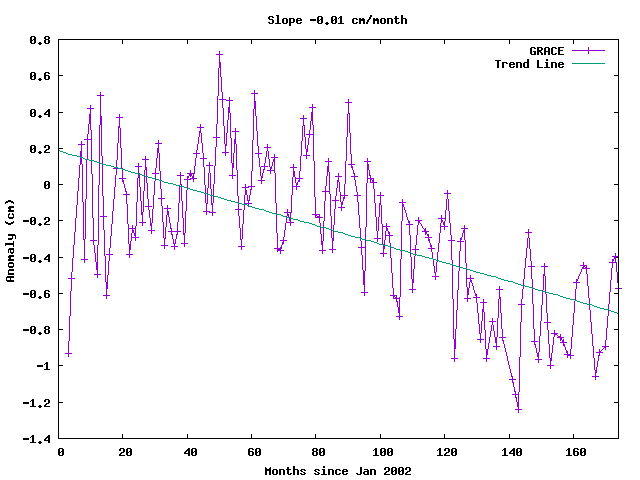 Slope -0.01 cm/month
GRACE
Trend Line
0.8
0.6
0.4
0.2
0
-0.2
-0.4
-0.6
-0.8
-1
-1.2
-1.4
Anomaly (cm)
0 20 40 60 80 100 120 140 160
Months since Jan 2002